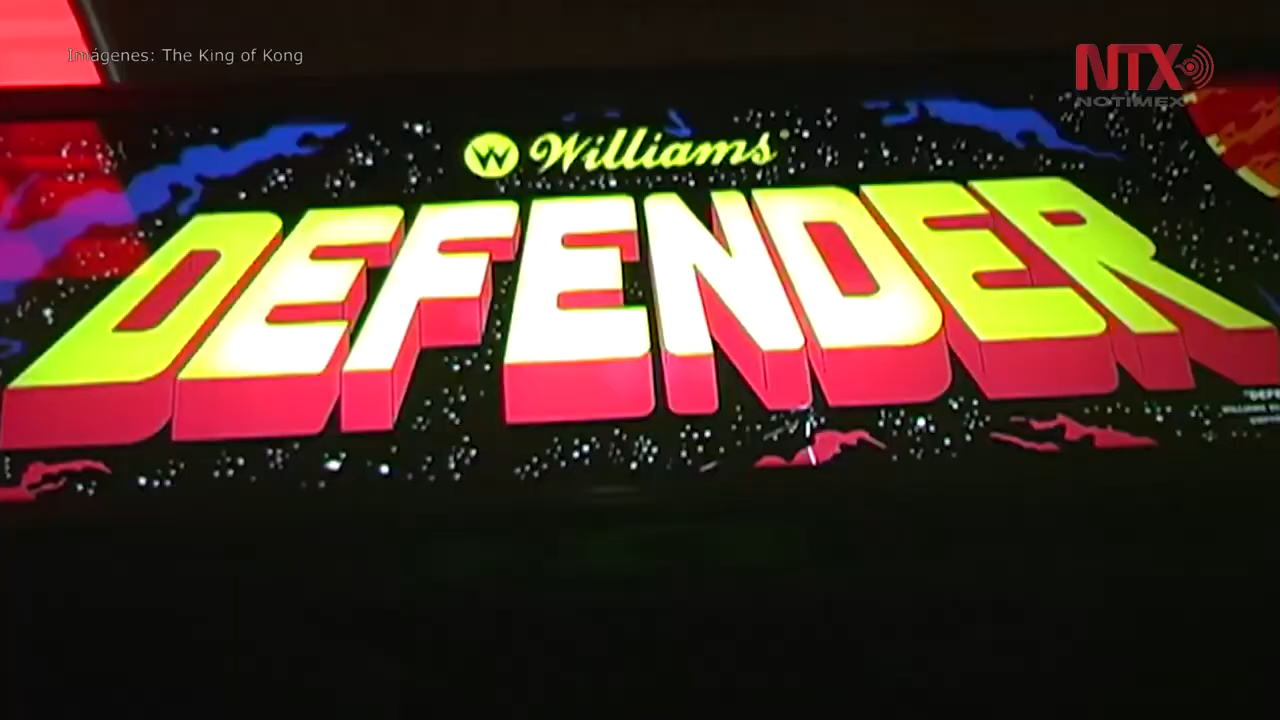 Imágenes: The King of Kong
NTX
NOTIMEX
W Williams
DEFENDER